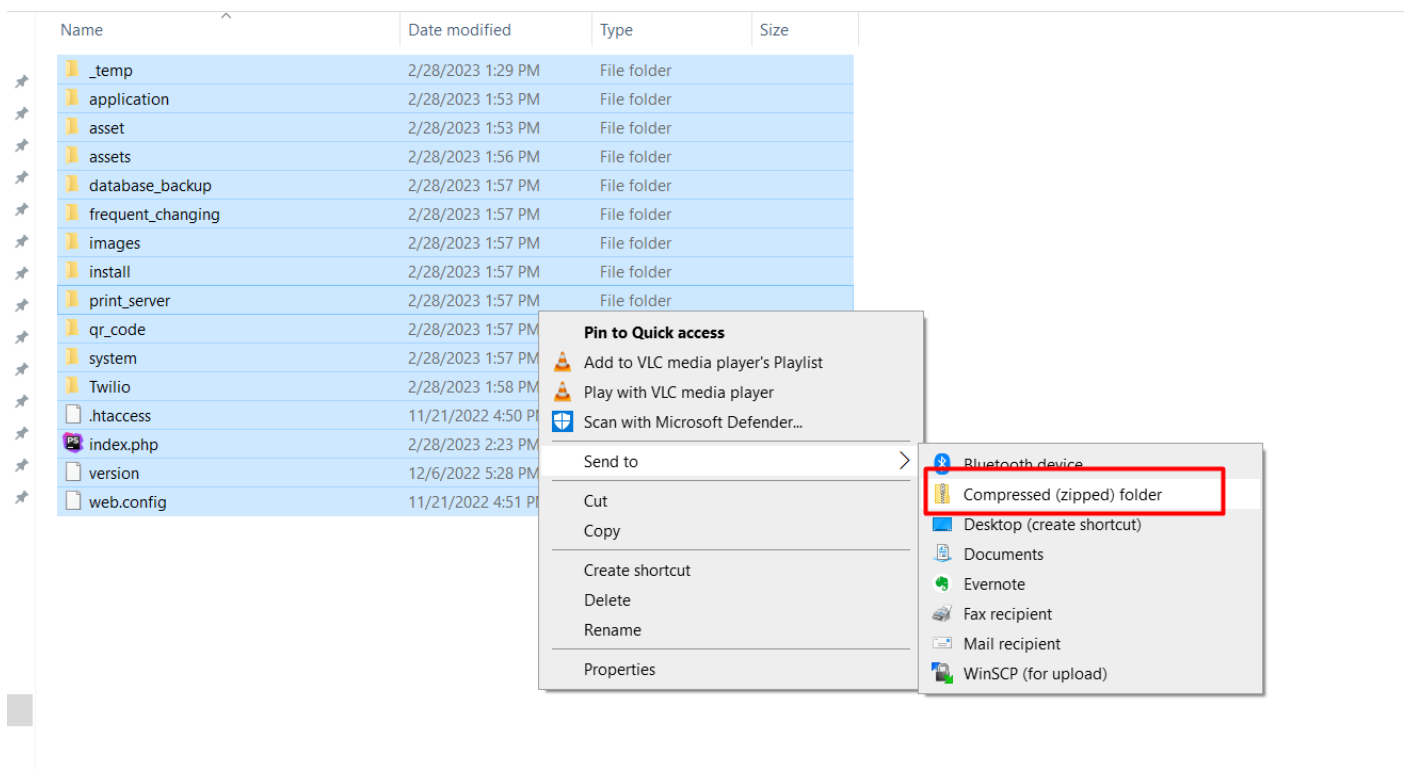 Name Date modified Type Size
_temp 2/28/2023 1:29 PM File folder
application 2/28/2023 1:53 PM File folder
asset 2/28/2023 1:53 PM File folder
assets 2/28/2023 1:56 PM File folder
database_backup 2/28/2023 1:57 PM File folder
frequent_changing 2/28/2023 1:57 PM File folder
images 2/28/2023 1:57 PM File folder
install 2/28/2023 1:57 PM File folder
print_server 2/28/2023 1:57 PM File folder
qr_code 2/28/2023 1:57 PM
system 2/28/2023 1:57 PM
Twilio 2/28/2023 1:58 PM
.htaccess 11/21/2022 4:50 P
index.php 2/28/2023 2:23 PM
version 12/6/2022 5:28 PM
web.config 11/21/2022 4:51 P
Pin to Quick access
Add to VLC media player's Playlist
Play with VLC media player
Scan with Microsoft Defender...
Send to
Cut
Copy
Create shortcut
Delete
Rename
Properties
Bluetooth device
Compressed (zipped) folder
Desktop (create shortcut)
Documents
Evernote
Fax recipient
Mail recipient
WinSCP (for upload)